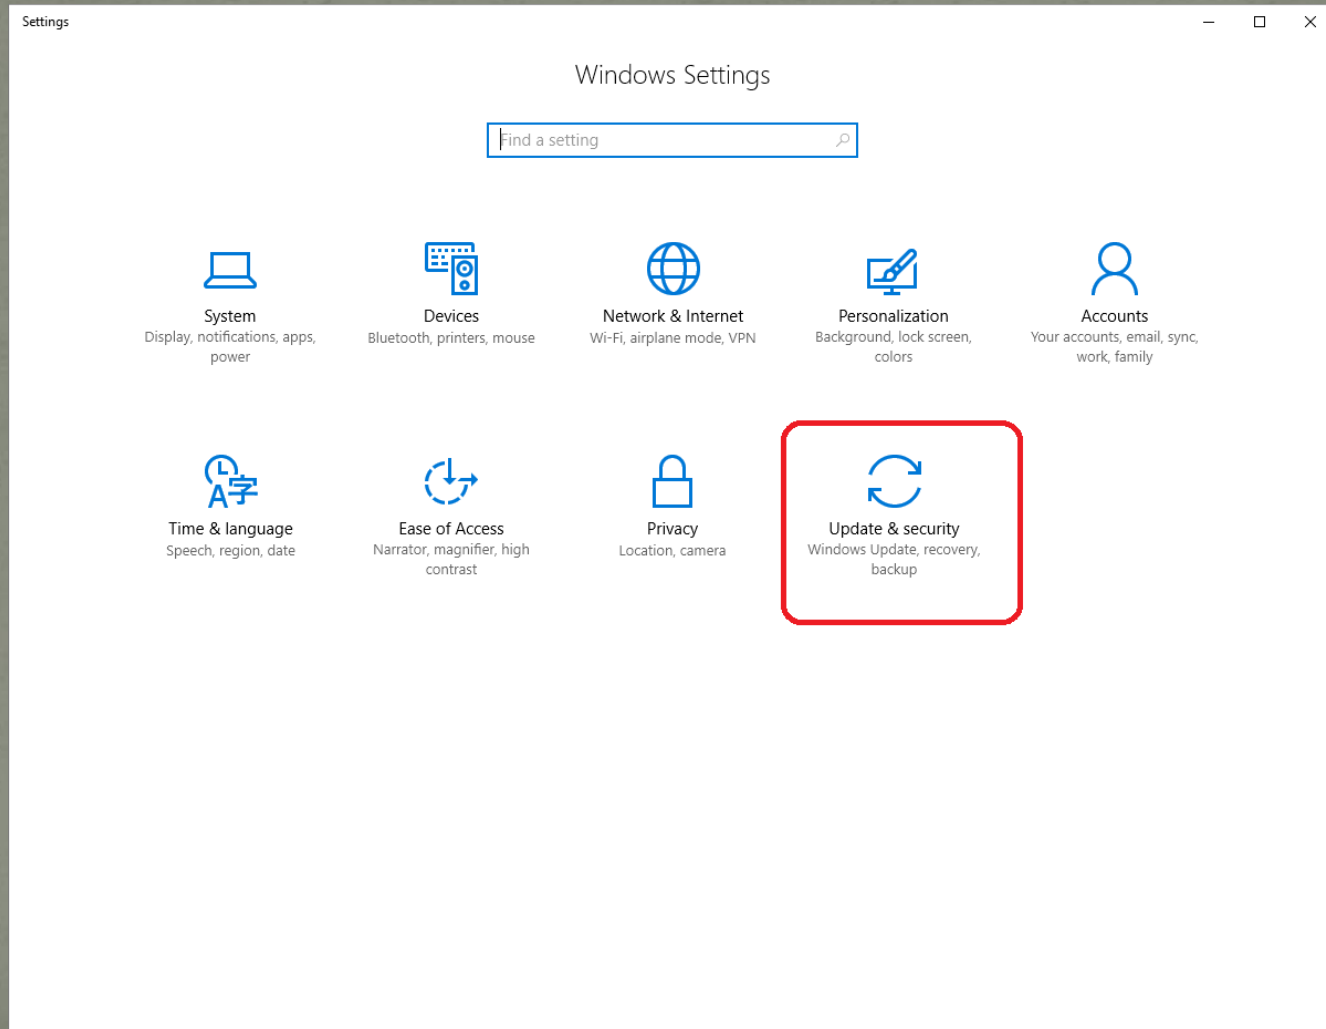 Settings
Windows Settings
Find a setting
System
Display, notifications, apps,
power
Devices
Bluetooth, printers, mouse
Network & Internet
Wi-Fi, airplane mode, VPN
Personalization
Background, lock screen,
colors
Accounts
Your accounts, email, sync,
work, family
Time & language
Speech, region, date
Ease of Access
Narrator, magnifier, high
contrast
Privacy
Location, camera
Update & security
Windows Update, recovery,
backup